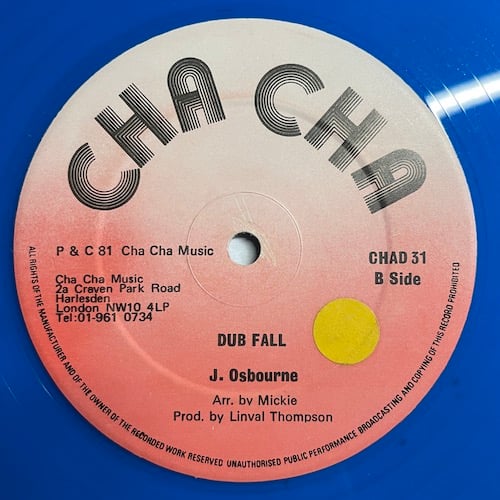 CHA CHA
P & C 81 Cha Cha Music
CHAD 31
B Side
Cha Cha Music
2a Craven Park Road
Harlesden
London NW10 4LP
Tel:01-961 0734
DUB FALL
J. Osbourne
Arr. by Mickie
Prod. by Linval Thompson
ALL RIGHTS OF THE MANUFACTURER AND OF THE OWNER OF THE RECORDED WORK RESERVED UNAUTHORISED PUBLIC PERFORMANCE BROADCASTING AND COPYING OF THIS RECORD PROHIBITED